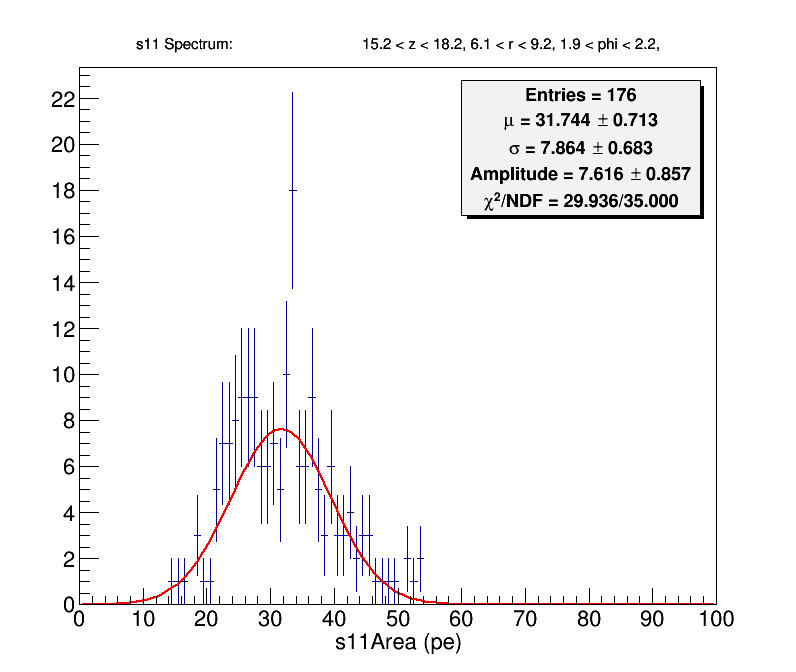 s11 Spectrum: 15.2 < z < 18.2, 6.1 < r < 9.2, 1.9 < phi < 2.2,
Entries = 176
μ = 31.744 ± 0.713
σ = 7.864 ± 0.683
Amplitude = 7.616 ± 0.857
χ²/NDF = 29.936/35.000
22
20
18
16
14
12
10
8
6
4
2
0
0 10 20 30 40 50 60 70 80 90 100
s11Area (pe)